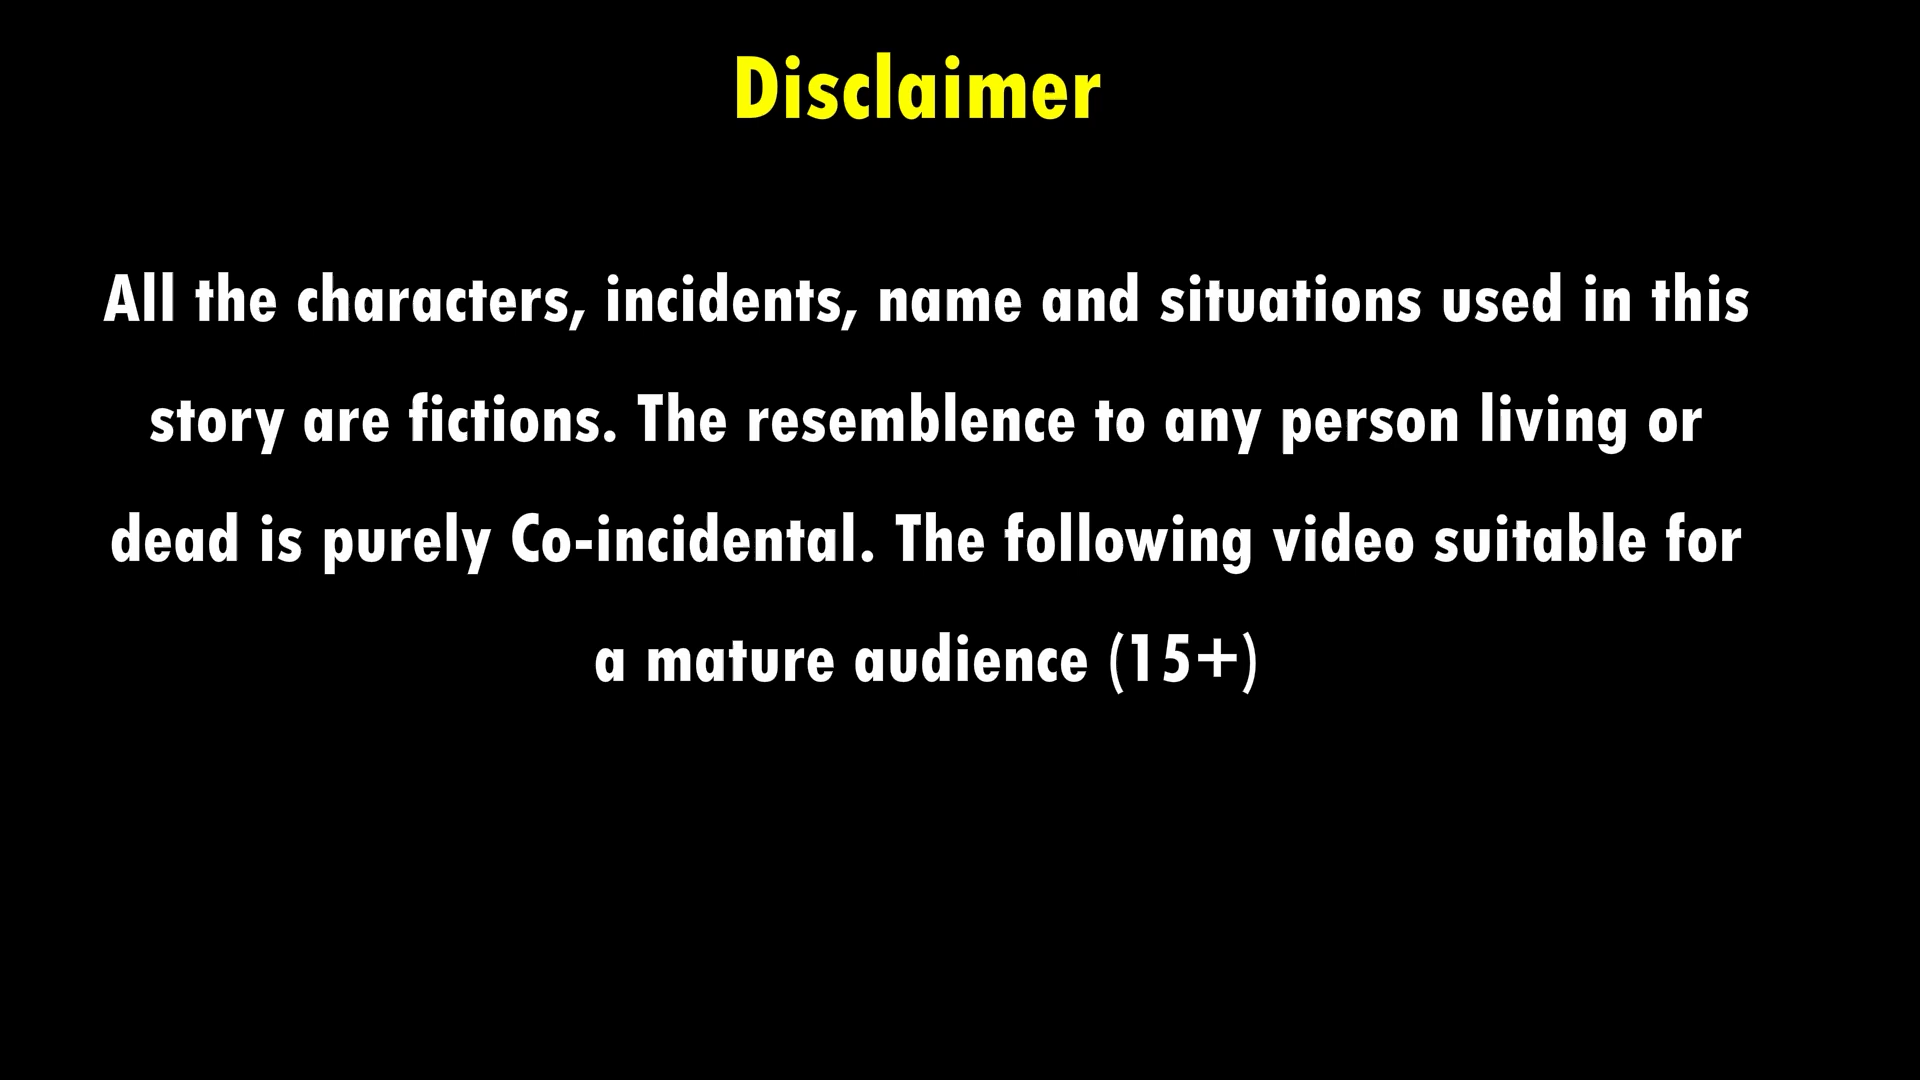 Disclaimer
All the characters, incidents, name and situations used in this
story are fictions. The resemblence to any person living or
dead is purely Co-incidental. The following video suitable for
a mature audience (15+)